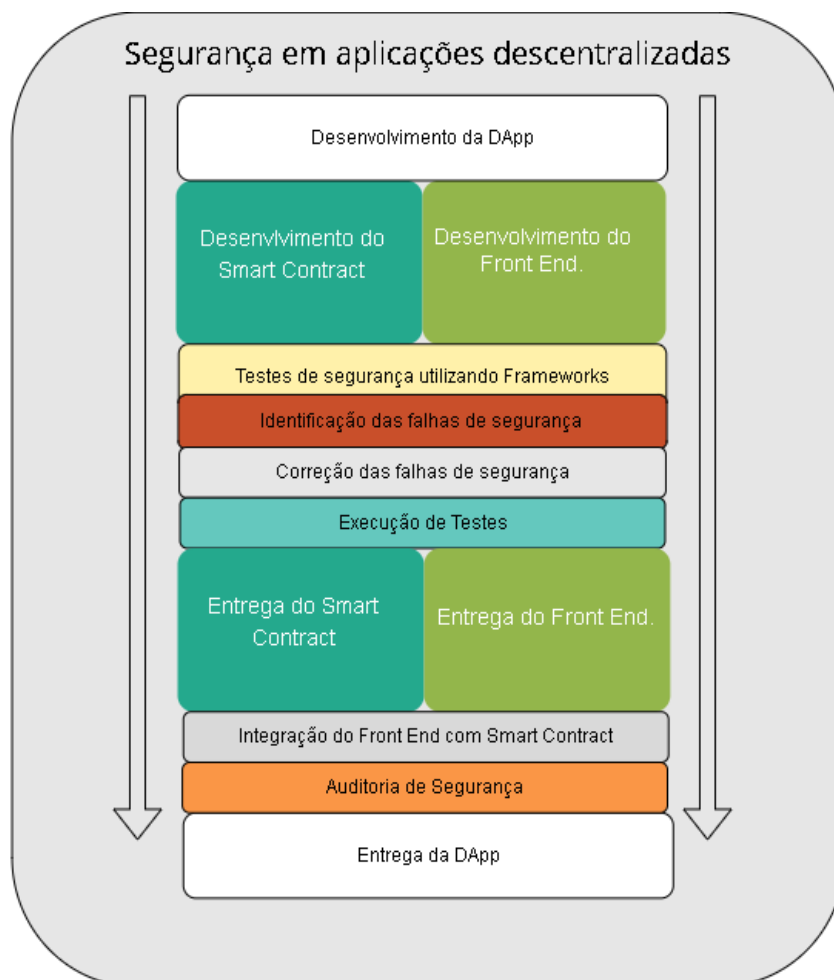 Segurança em aplicações descentralizadas
Desenvolvimento da DApp
Desenvlvimento do
Smart Contract
Desenvolvimento do
Front End.
Testes de segurança utilizando Frameworks
Identificação das falhas de segurança
Correção das falhas de segurança
Execução de Testes
Entrega do Smart
Contract
Entrega do Front End.
Integração do Front End com Smart Contract
Auditoria de Segurança
Entrega da DApp